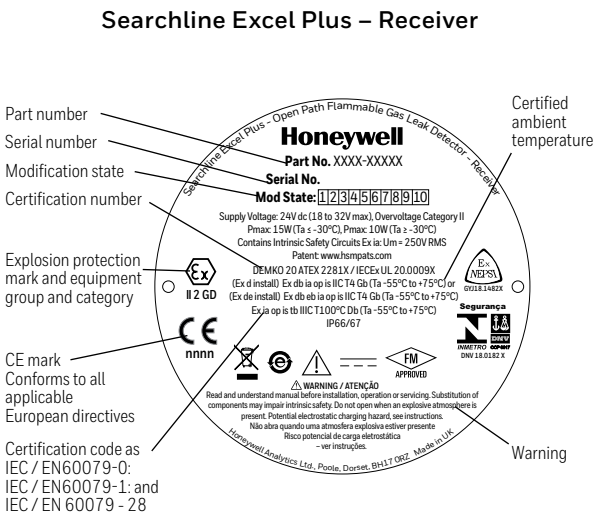 Searchline Excel Plus – Receiver
Part number
Serial number
Modification state
Certification number
Explosion protection
mark and equipment
group and category
CE mark
Conforms to all
applicable
European directives
Certification code as
IEC / EN60079-0:
IEC / EN60079-1: and
IEC / EN 60079 - 28
Certified
ambient
temperature
Warning
Searchline Excel Plus - Open Path Flammable Gas Leak Detector - Receiver
Honeywell
Part No. XXXX-XXXXX
Serial No.
Mod State: 1 2 3 4 5 6 7 8 9 10
Supply Voltage: 24V dc (18 to 32V max), Overvoltage Category II
Pmax: 15W (Ta ≤ -30°C), Pmax: 10W (Ta ≥ -30°C)
Contains Intrinsic Safety Circuits Ex ia: Um = 250V RMS
Patent: www.hsmpats.com
DEMKO 20 ATEX 2281X / IECEx UL 20.0009X
(Ex d install) Ex db ia op is IIC T4 Gb (Ta -55°C to +75°C) or
(Ex de install) Ex db eb ia op is IIC T4 Gb (Ta -55°C to +75°C)
Ex ia op is tb IIIC T100°C Db (Ta -55°C to +75°C)
IP66/67
Ex
II 2 GD
CE
nnnn
Ex
NEPSI
GYJ18.1482X
Segurança
INMETRO
DNV
DNV 18.0182 X
e
FM
APPROVED
WARNING / ATENÇÃO
Read and understand manual before installation, operation or servicing. Substitution of
components may impair intrinsic safety. Do not open when an explosive atmosphere is
present. Potential electrostatic charging hazard, see instructions.
Não abra quando uma atmosfera explosiva estiver presente
Risco potencial de carga eletrostática
– ver instruções.
Honeywell Analytics Ltd., Poole, Dorset, BH17 0RZ Made in UK